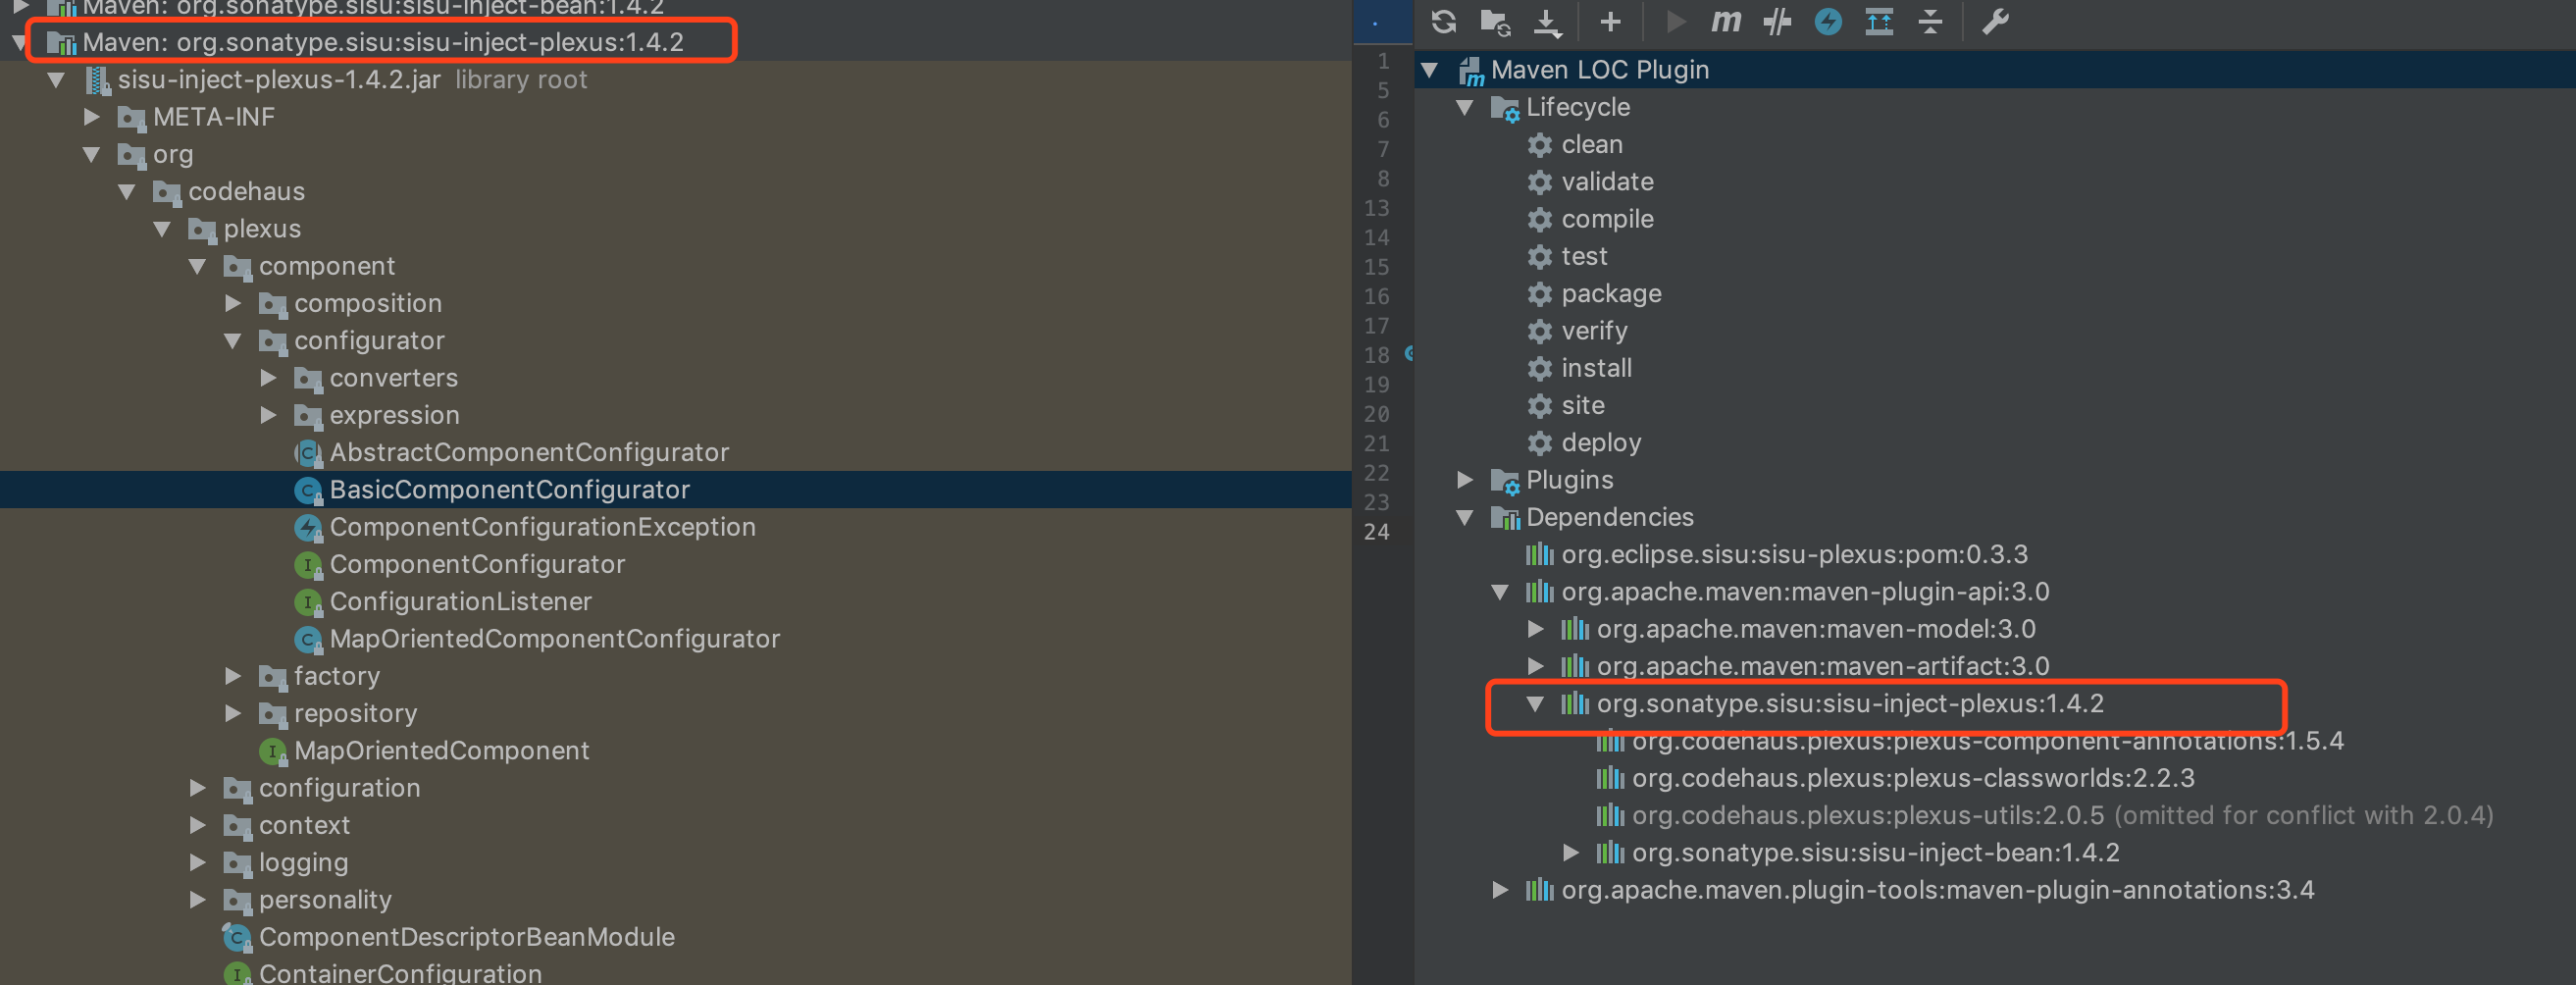 Maven: org.sonatype.sisu:sisu-inject-bean:1.4.2
Maven: org.sonatype.sisu:sisu-inject-plexus:1.4.2
sisu-inject-plexus-1.4.2.jar library root
META-INF
org
codehaus
plexus
component
composition
configurator
converters
expression
AbstractComponentConfigurator
BasicComponentConfigurator
ComponentConfigurationException
ComponentConfigurator
ConfigurationListener
MapOrientedComponentConfigurator
factory
repository
MapOrientedComponent
configuration
context
logging
personality
ComponentDescriptorBeanModule
ContainerConfiguration
1
5
6
7
8
13
14
15
16
17
18
19
20
21
22
23
24
Maven LOC Plugin
Lifecycle
clean
validate
compile
test
package
verify
install
site
deploy
Plugins
Dependencies
org.eclipse.sisu:sisu-plexus:pom:0.3.3
org.apache.maven:maven-plugin-api:3.0
org.apache.maven:maven-model:3.0
org.apache.maven:maven-artifact:3.0
org.sonatype.sisu:sisu-inject-plexus:1.4.2
org.codehaus.plexus:plexus-component-annotations:1.5.4
org.codehaus.plexus:plexus-classworlds:2.2.3
org.codehaus.plexus:plexus-utils:2.0.5 (omitted for conflict with 2.0.4)
org.sonatype.sisu:sisu-inject-bean:1.4.2
org.apache.maven.plugin-tools:maven-plugin-annotations:3.4